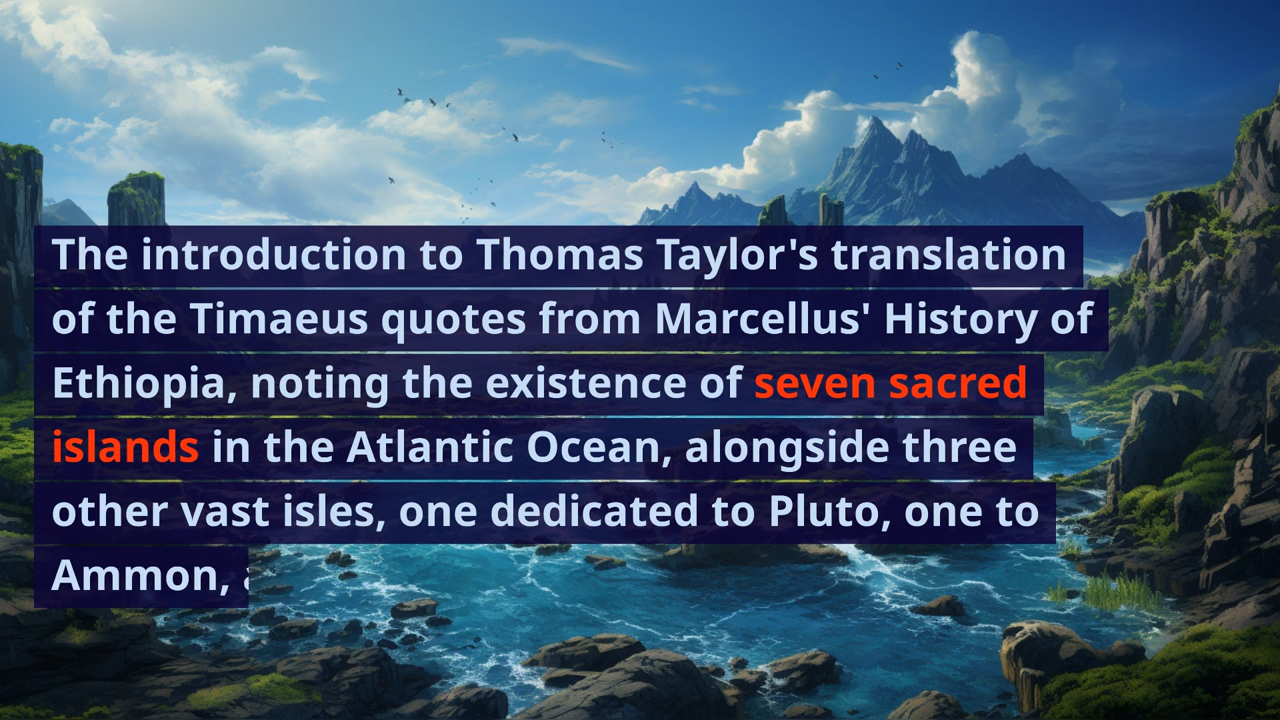 The introduction to Thomas Taylor's translation
of the Timaeus quotes from Marcellus' History of
Ethiopia, noting the existence of seven sacred
islands in the Atlantic Ocean, alongside three
other vast isles, one dedicated to Pluto, one to
Ammon,